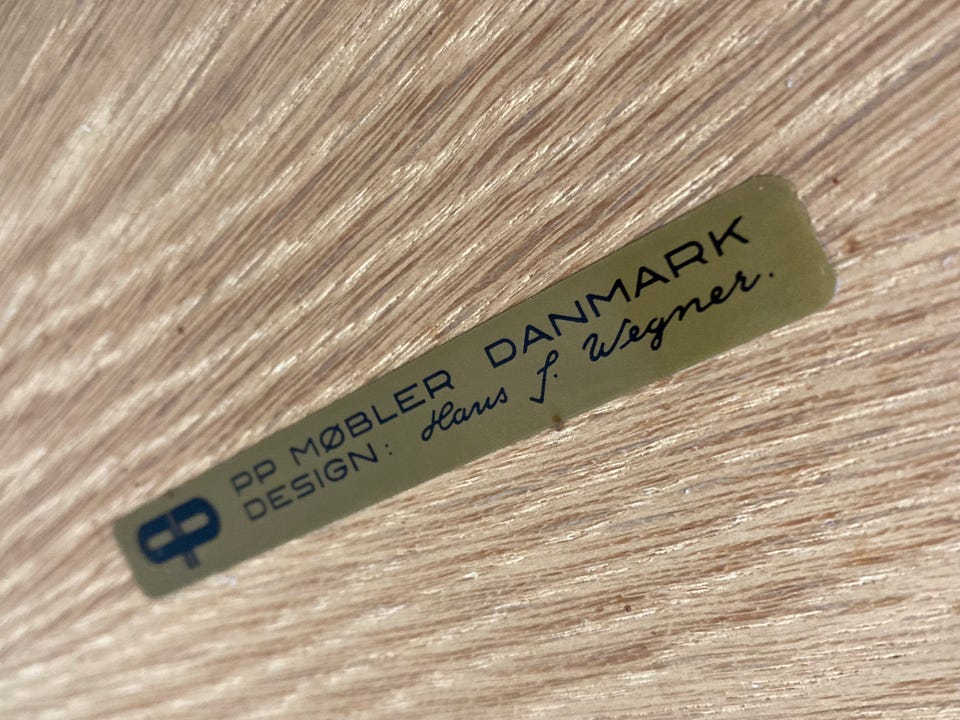 PP MØBLER DANMARK
DESIGN: Hans J. Wegner.